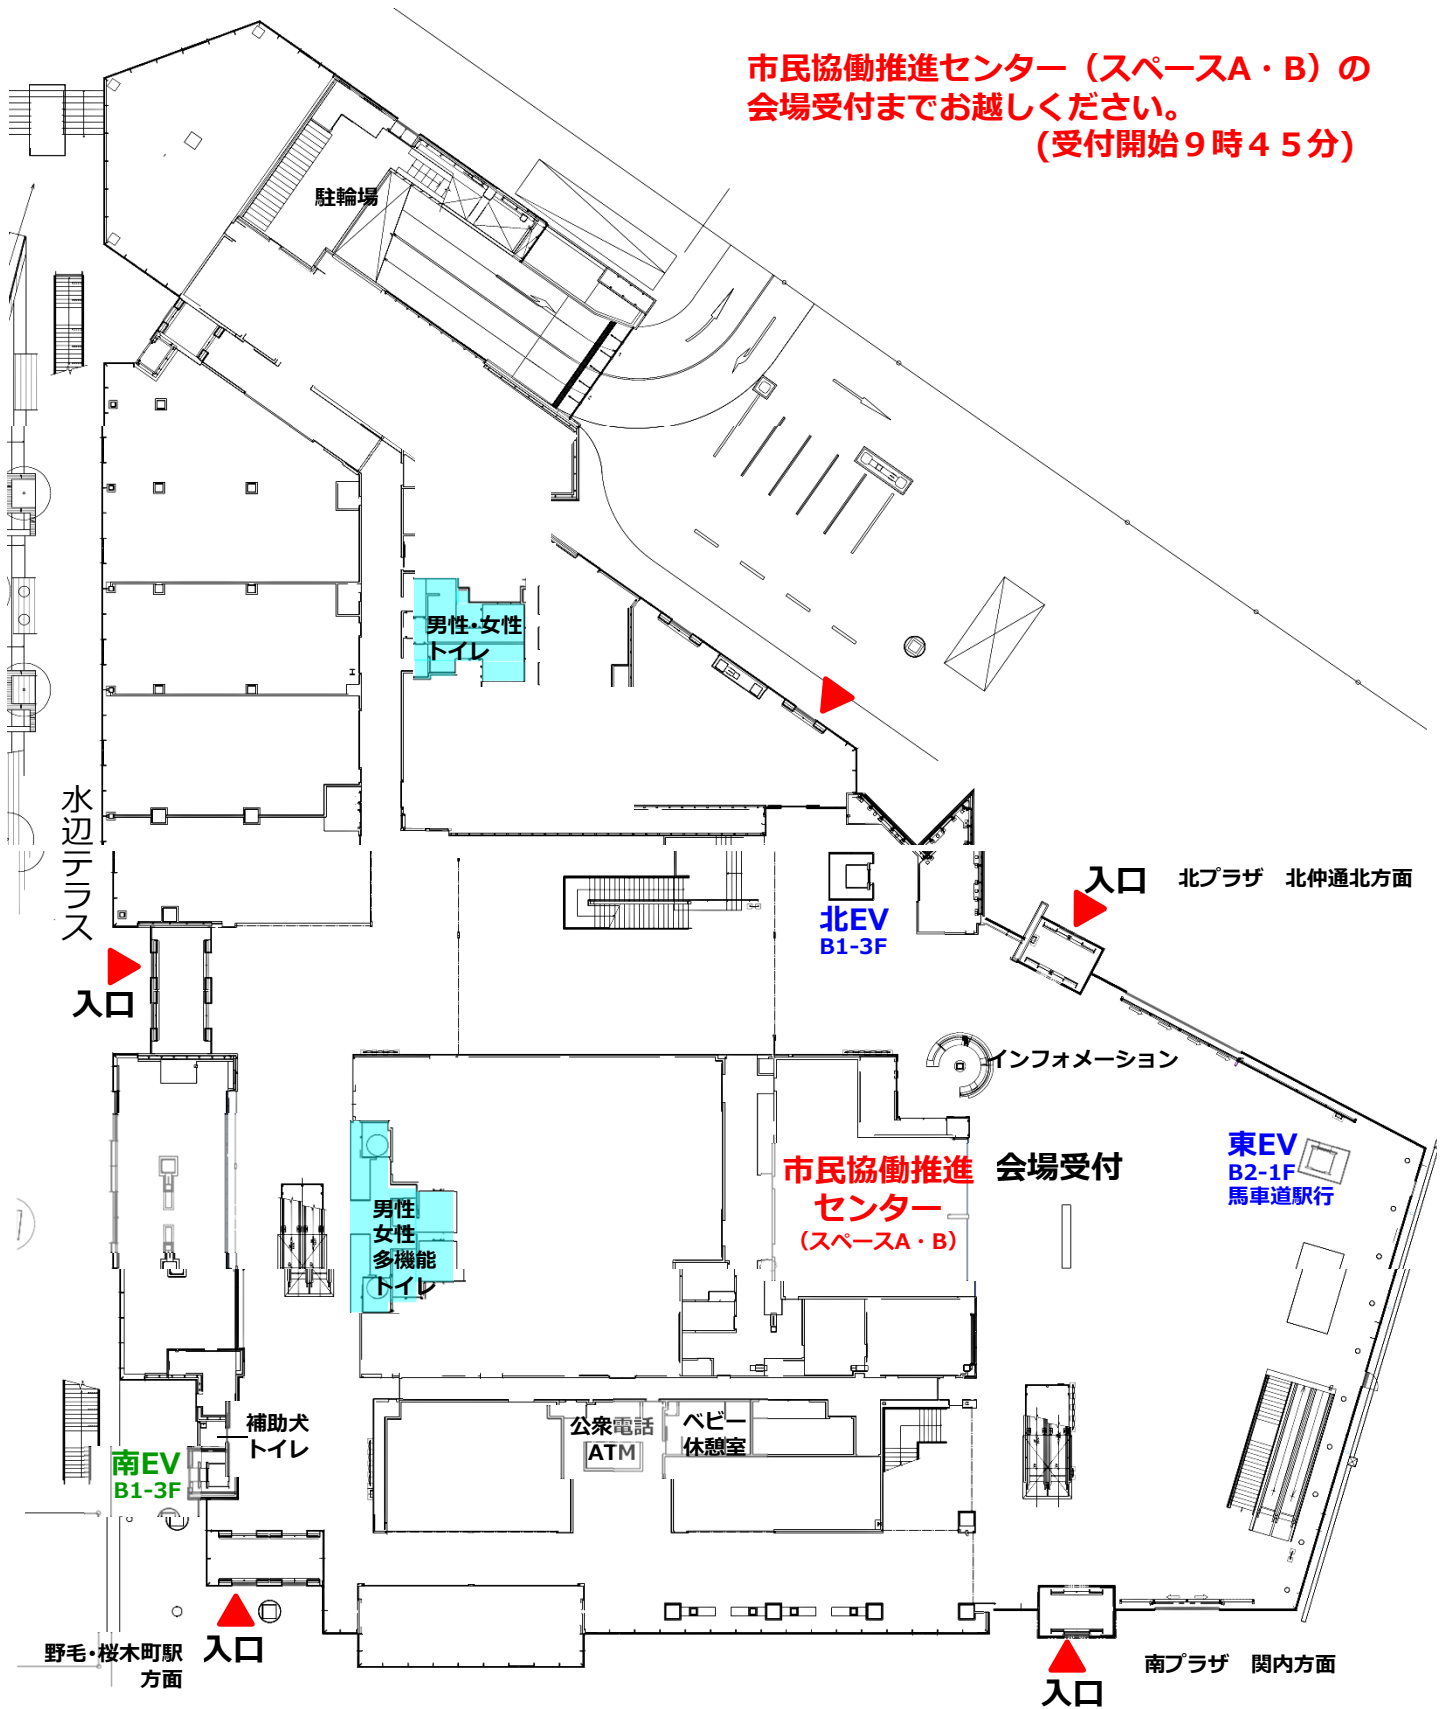 市民協働推進センター（スペースA・B）の
会場受付までお越しください。
(受付開始９時４５分)
駐輪場
男性・女性
トイレ
水辺テラス
入口
北EV
B1-3F
入口
北プラザ　北仲通北方面
インフォメーション
市民協働推進
センター
（スペースA・B）
会場受付
東EV
B2-1F
馬車道駅行
男性
女性
多機能
トイレ
補助犬
トイレ
南EV
B1-3F
公衆電話
ATM
ベビー
休憩室
野毛・桜木町駅
方面
入口
入口
南プラザ　関内方面